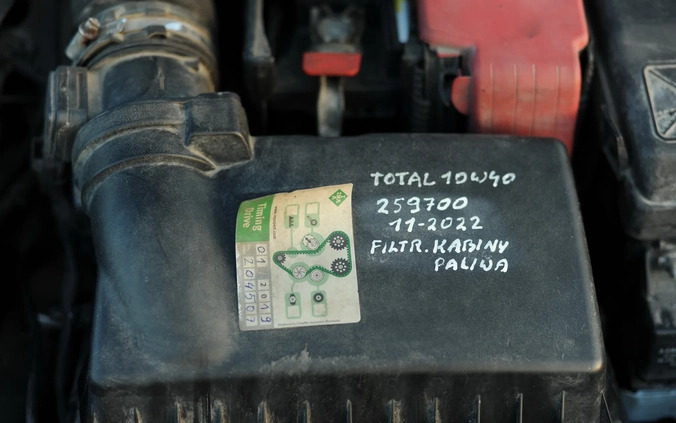 TOTAL 10W40
259700
11-2022
FILTR. KABINY
PALIWA
Timing
Drive
01 2019
204507